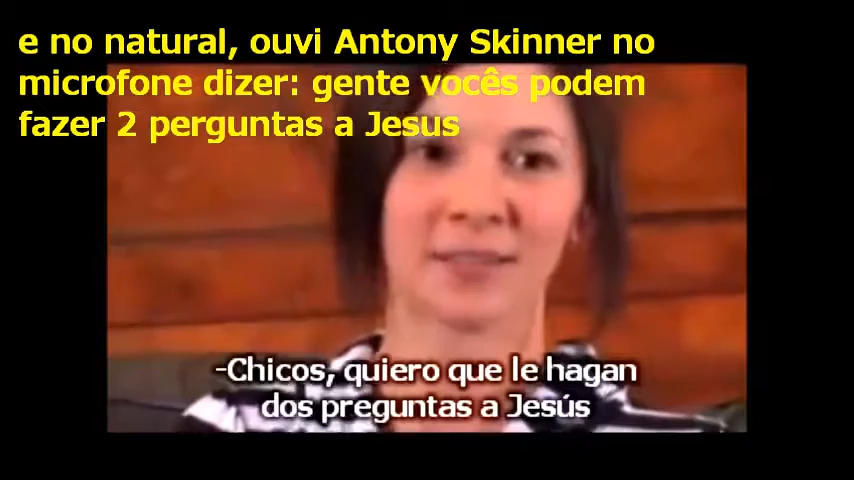 e no natural, ouvi Antony Skinner no
microfone dizer: gente vocês podem
fazer 2 perguntas a Jesus
-Chicos, quiero que le hagan
dos preguntas a Jesús